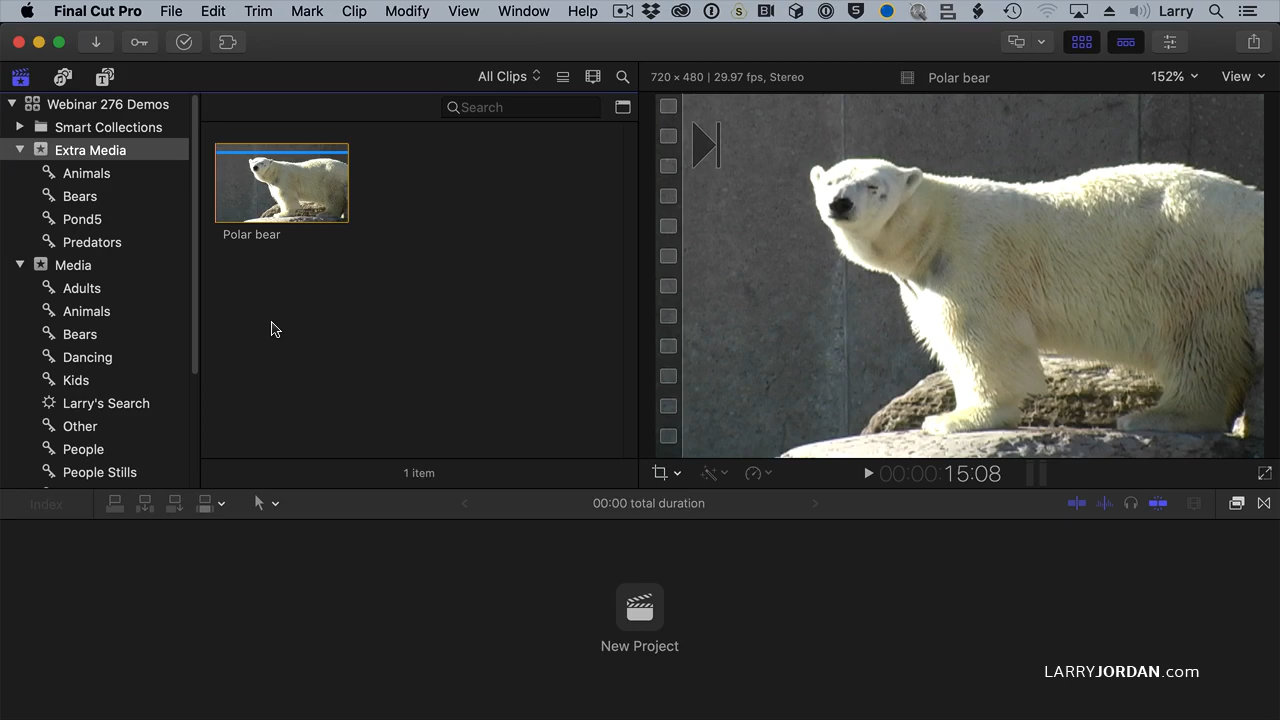 Final Cut Pro File Edit Trim Mark Clip Modify View Window Help Larry
All Clips
720 × 480 | 29.97 fps, Stereo
Polar bear
152%
View
Webinar 276 Demos
Search
Smart Collections
Extra Media
Animals
Bears
Pond5
Predators
Polar bear
Media
Adults
Animals
Bears
Dancing
Kids
Larry's Search
Other
People
People Stills
1 item
00:00:15:08
Index
00:00 total duration
New Project
LARRYJORDAN.com